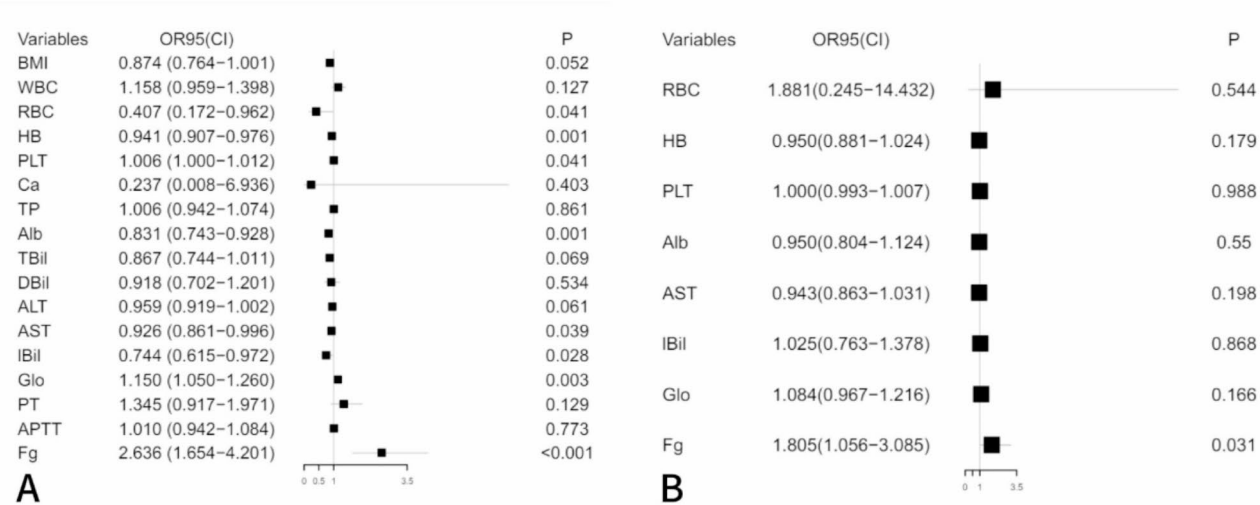 Variables OR95(CI) P
BMI 0.874 (0.764−1.001) 0.052
WBC 1.158 (0.959−1.398) 0.127
RBC 0.407 (0.172−0.962) 0.041
HB 0.941 (0.907−0.976) 0.001
PLT 1.006 (1.000−1.012) 0.041
Ca 0.237 (0.008−6.936) 0.403
TP 1.006 (0.942−1.074) 0.861
Alb 0.831 (0.743−0.928) 0.001
TBil 0.867 (0.744−1.011) 0.069
DBil 0.918 (0.702−1.201) 0.534
ALT 0.959 (0.919−1.002) 0.061
AST 0.926 (0.861−0.996) 0.039
IBil 0.744 (0.615−0.972) 0.028
Glo 1.150 (1.050−1.260) 0.003
PT 1.345 (0.917−1.971) 0.129
APTT 1.010 (0.942−1.084) 0.773
Fg 2.636 (1.654−4.201) <0.001
0 0.5 1 3.5
A
Variables OR95(CI) P
RBC 1.881(0.245−14.432) 0.544
HB 0.950(0.881−1.024) 0.179
PLT 1.000(0.993−1.007) 0.988
Alb 0.950(0.804−1.124) 0.55
AST 0.943(0.863−1.031) 0.198
IBil 1.025(0.763−1.378) 0.868
Glo 1.084(0.967−1.216) 0.166
Fg 1.805(1.056−3.085) 0.031
0 1 3.5
B